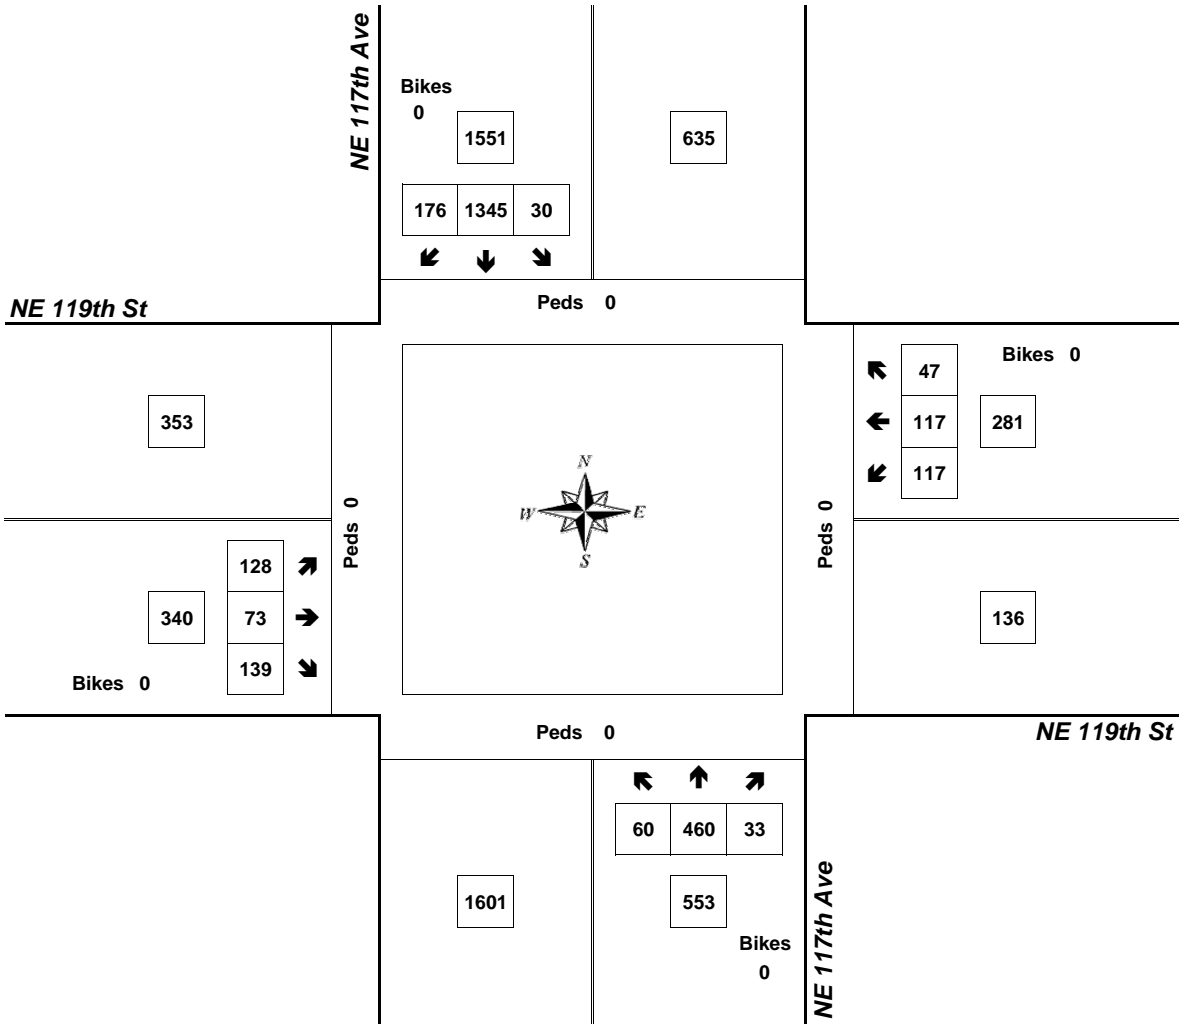 NE 117th Ave
Bikes
0
1551
635
176 1345 30
NE 119th St
Peds 0
Bikes 0
47
353
117
281
117
N
W E
S
Peds 0
Peds 0
128
340
73
136
139
Bikes 0
Peds 0
NE 119th St
60 460 33
1601
553
Bikes
0
NE 117th Ave